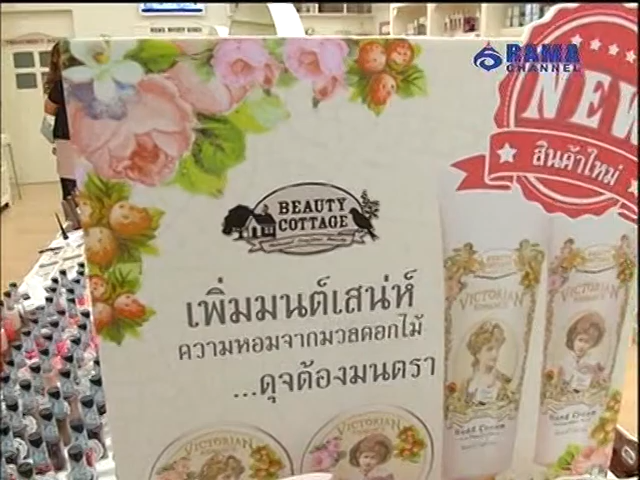 RAMA
CHANNEL
NEW
สินค้าใหม่
BEAUTY
COTTAGE
เพิ่มมนต์เสน่ห์
ความหอมจากมวลดอกไม้
...ดุจต้องมนตรา
VICTORIAN
VICTORIAN
Hand Cream
Hand Cream
VICTORIAN
VICTORIAN